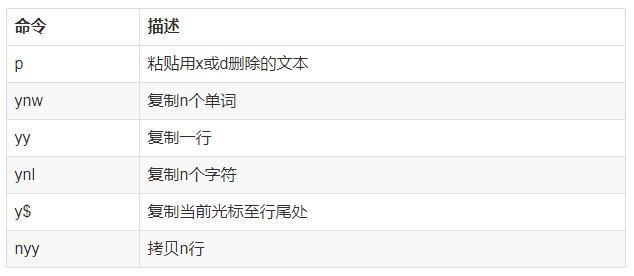 命令 描述
p 粘贴用x或d删除的文本
ynw 复制n个单词
yy 复制一行
ynl 复制n个字符
y$ 复制当前光标至行尾处
nyy 拷贝n行